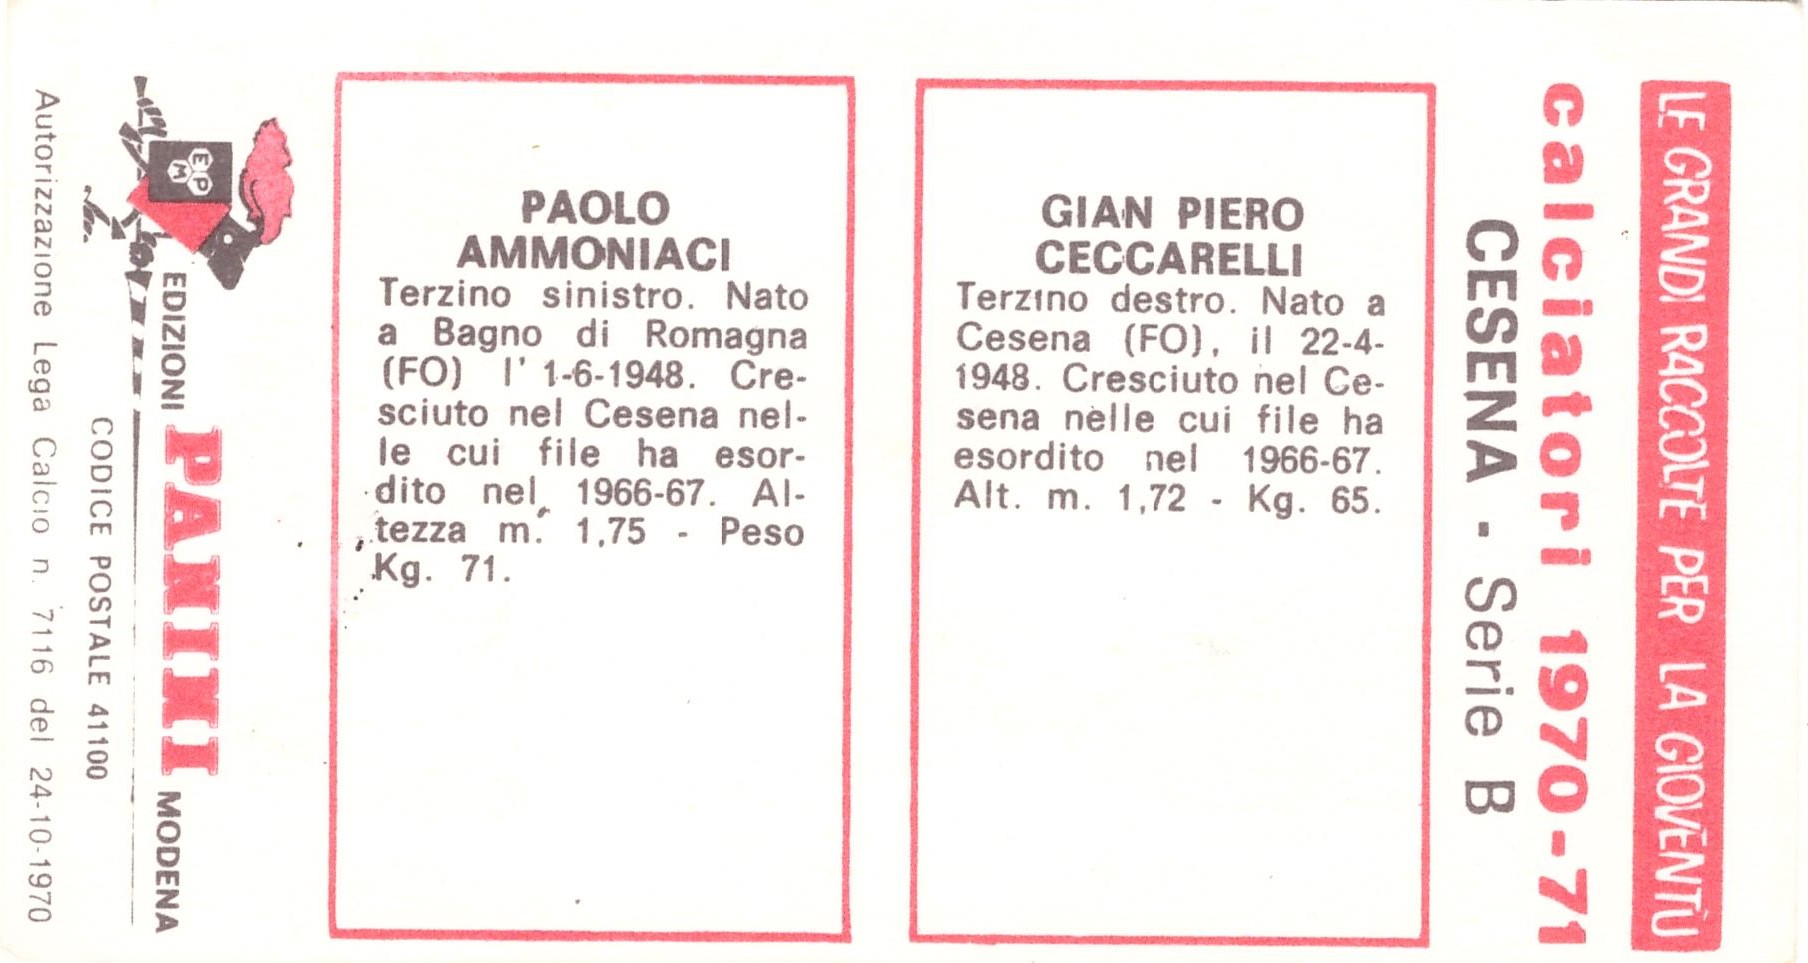 LE GRANDI RACCOLTE PER LA GIOVENTÙ
calciatori 1970-71
CESENA - Serie B
PAOLO
AMMONIACI
Terzino sinistro. Nato
a Bagno di Romagna
(FO) l' 1-6-1948. Cre-
sciuto nel Cesena nel-
le cui file ha esor-
dito nel 1966-67. Al-
tezza m. 1,75 - Peso
Kg. 71.
GIAN PIERO
CECCARELLI
Terzino destro. Nato a
Cesena (FO), il 22-4-
1948. Cresciuto nel Ce-
sena nelle cui file ha
esordito nel 1966-67.
Alt. m. 1,72 - Kg. 65.
EPM
EDIZIONI PANINI MODENA
CODICE POSTALE 41100
Autorizzazione Lega Calcio n. 7116 del 24-10-1970